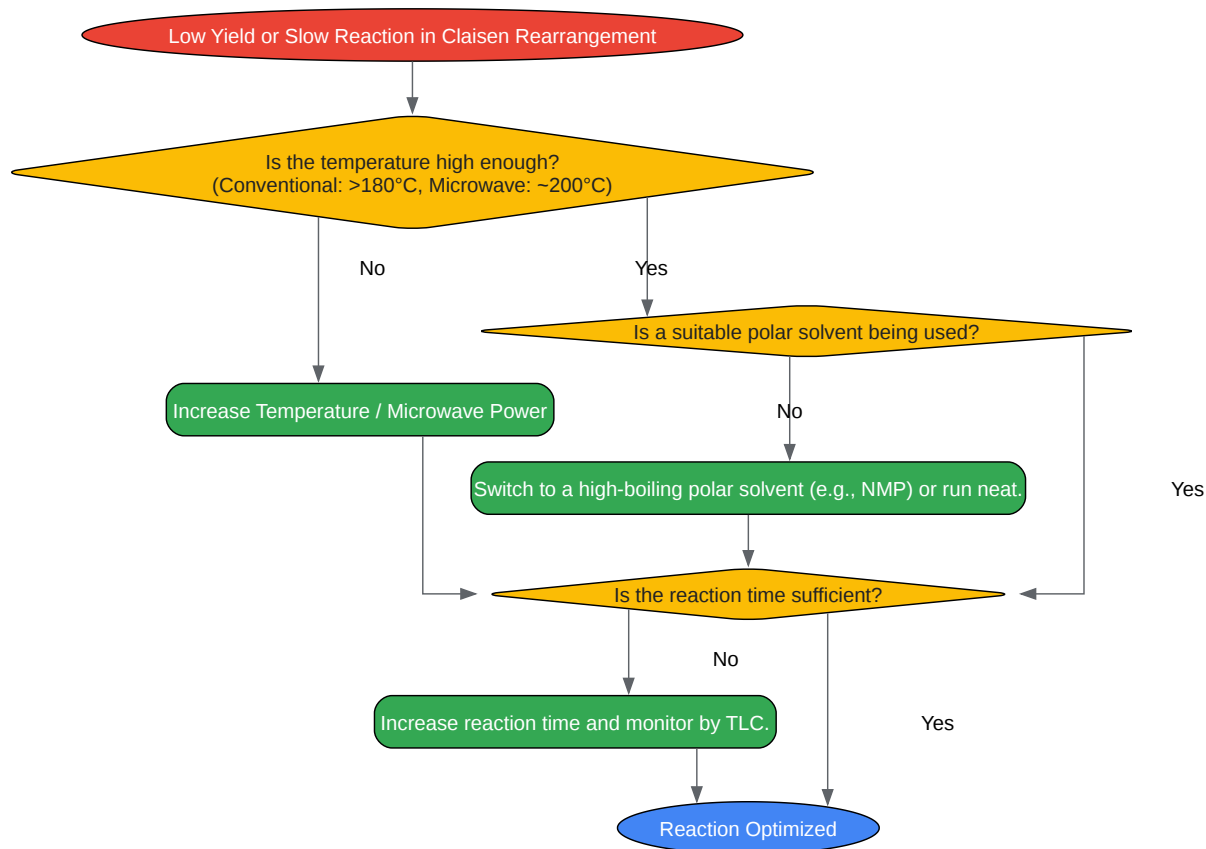 Low Yield or Slow Reaction in Claisen Rearrangement
Is the temperature high enough?
(Conventional: >180°C, Microwave: ~200°C)
No
Yes
Is a suitable polar solvent being used?
Increase Temperature / Microwave Power
No
Switch to a high-boiling polar solvent (e.g., NMP) or run neat.
Yes
Is the reaction time sufficient?
No
Increase reaction time and monitor by TLC.
Yes
Reaction Optimized